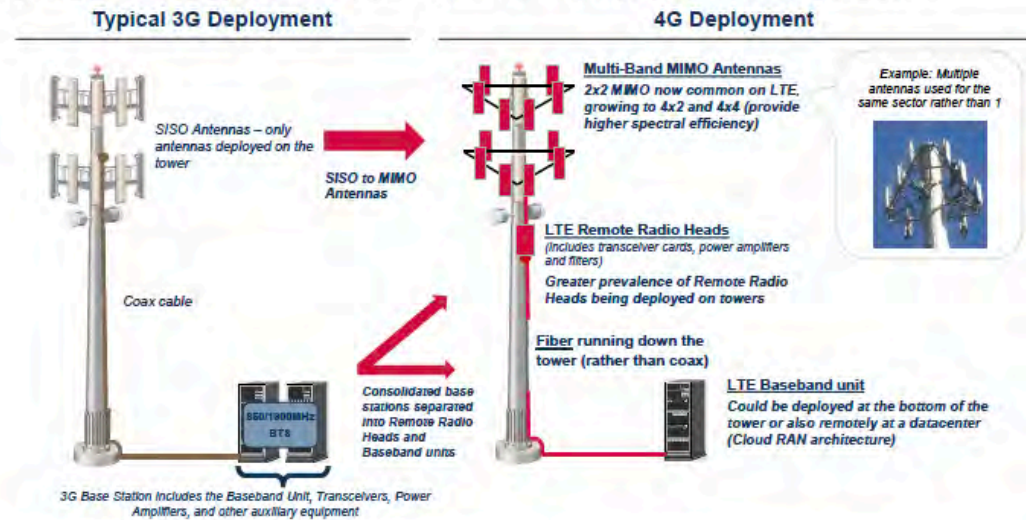 Typical 3G Deployment
4G Deployment
SISO Antennas – only
antennas deployed on the
tower
SISO to MIMO
Antennas
Coax cable
850/1900MHz
BTS
3G Base Station includes the Baseband Unit, Transceivers, Power
Amplifiers, and other auxiliary equipment
Consolidated base
stations separated
into Remote Radio
Heads and
Baseband units
Multi-Band MIMO Antennas
2x2 MIMO now common on LTE,
growing to 4x2 and 4x4 (provide
higher spectral efficiency)
Example: Multiple
antennas used for the
same sector rather than 1
LTE Remote Radio Heads
(Includes transceiver cards, power amplifiers
and filters)
Greater prevalence of Remote Radio
Heads being deployed on towers
Fiber running down the
tower (rather than coax)
LTE Baseband unit
Could be deployed at the bottom of the
tower or also remotely at a datacenter
(Cloud RAN architecture)